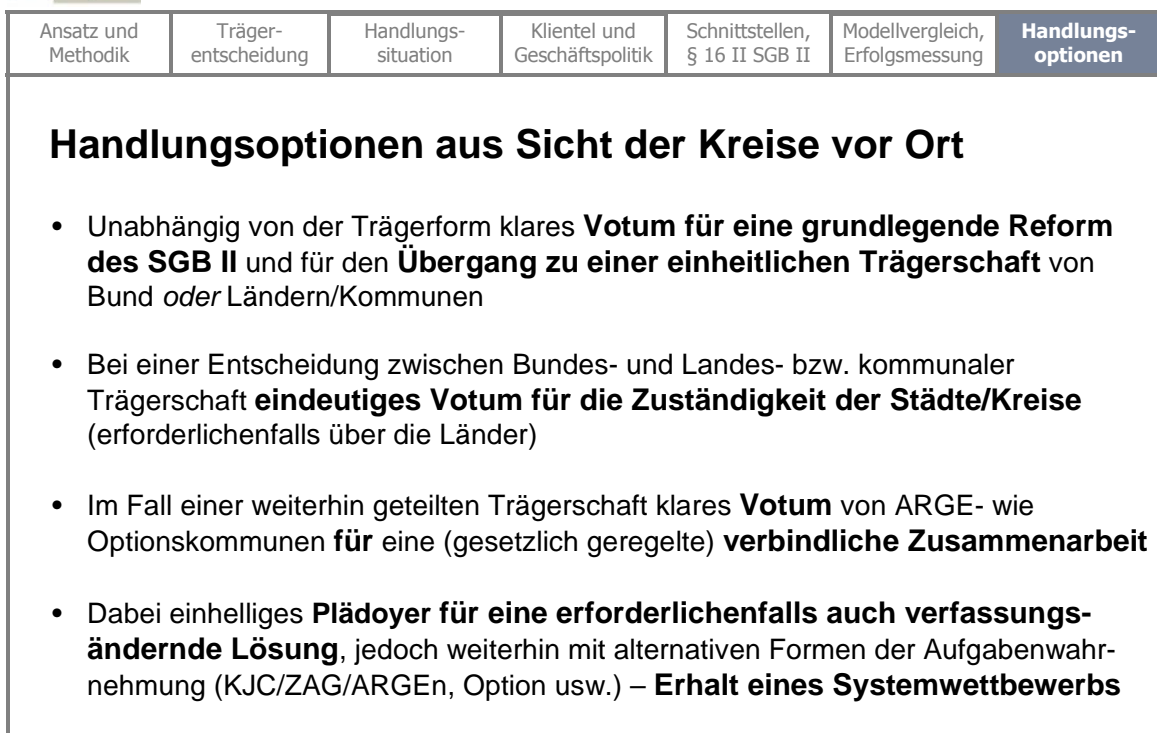 Ansatz und Methodik
Träger-entscheidung
Handlungs-situation
Klientel und Geschäftspolitik
Schnittstellen, § 16 II SGB II
Modellvergleich, Erfolgsmessung
Handlungs-optionen
Handlungsoptionen aus Sicht der Kreise vor Ort
• Unabhängig von der Trägerform klares Votum für eine grundlegende Reform
des SGB II und für den Übergang zu einer einheitlichen Trägerschaft von
Bund oder Ländern/Kommunen
• Bei einer Entscheidung zwischen Bundes- und Landes- bzw. kommunaler
Trägerschaft eindeutiges Votum für die Zuständigkeit der Städte/Kreise
(erforderlichenfalls über die Länder)
• Im Fall einer weiterhin geteilten Trägerschaft klares Votum von ARGE- wie
Optionskommunen für eine (gesetzlich geregelte) verbindliche Zusammenarbeit
• Dabei einhelliges Plädoyer für eine erforderlichenfalls auch verfassungs-
ändernde Lösung, jedoch weiterhin mit alternativen Formen der Aufgabenwahr-
nehmung (KJC/ZAG/ARGEn, Option usw.) – Erhalt eines Systemwettbewerbs